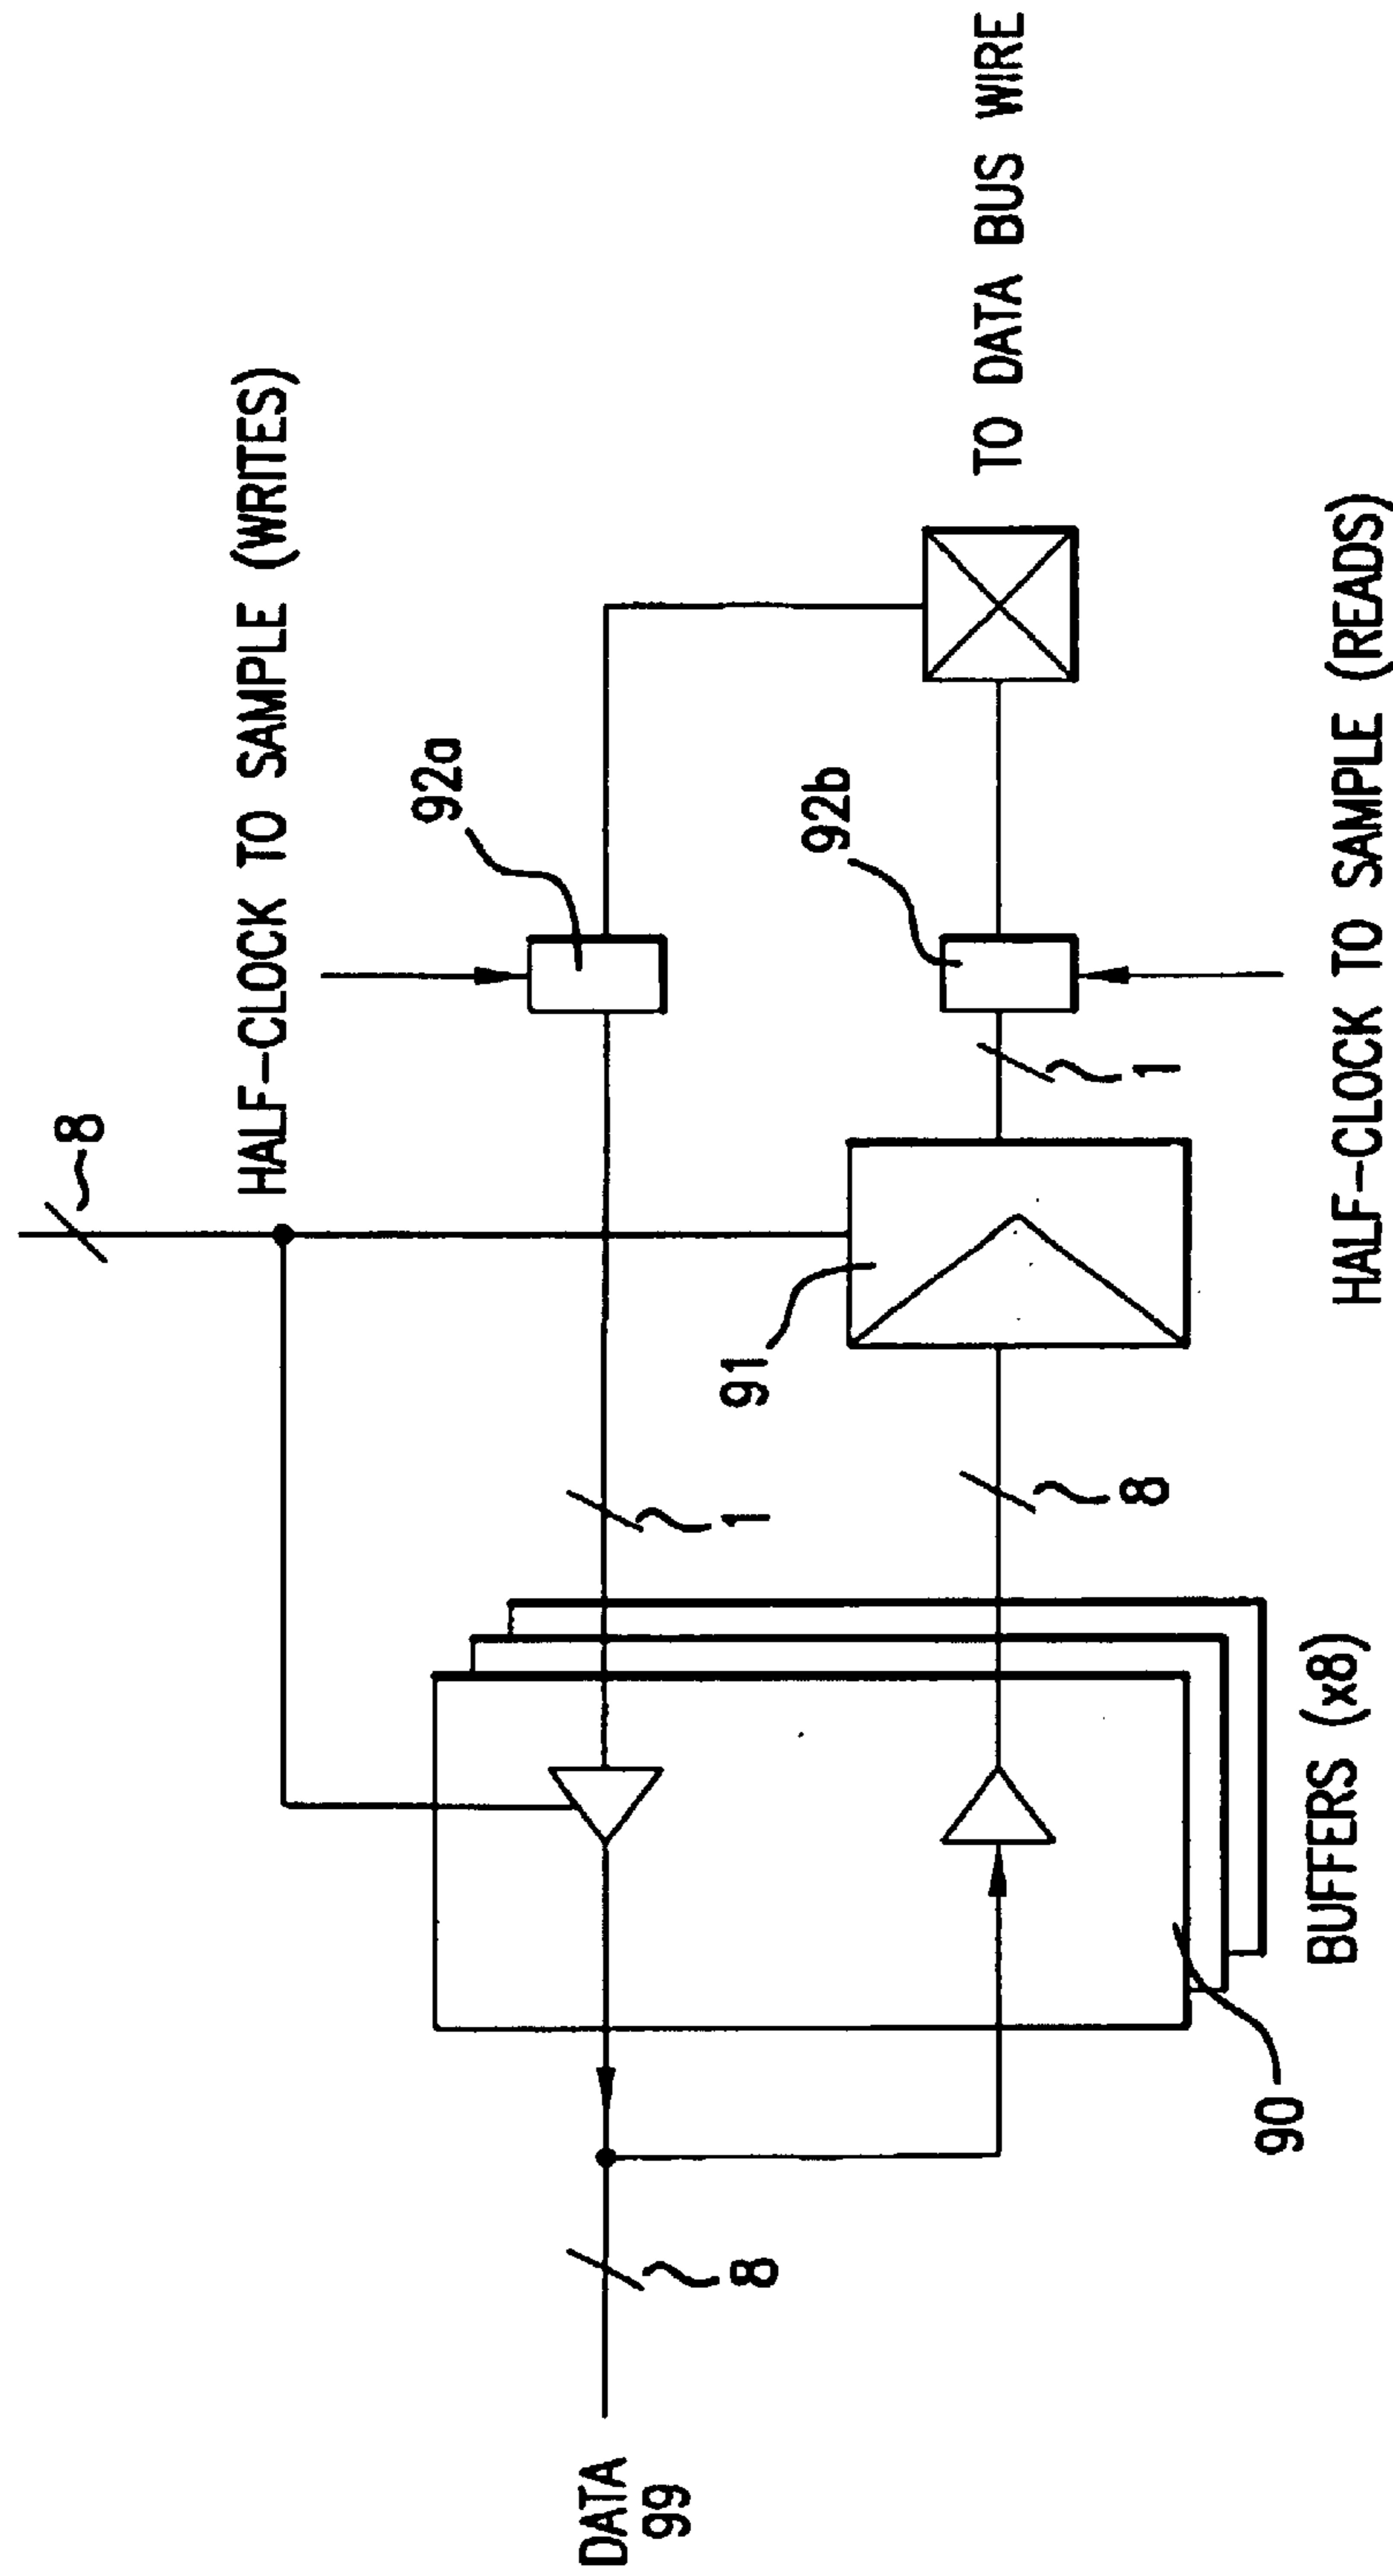 8
HALF-CLOCK TO SAMPLE (WRITES)
92a
1
DATA
99
8
91
92b
8
1
TO DATA BUS WIRE
90
BUFFERS (x8)
HALF-CLOCK TO SAMPLE (READS)